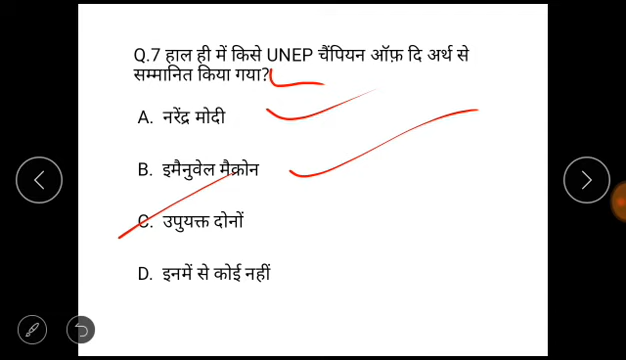 Q.7 हाल ही में किसे UNEP चैंपियन ऑफ़ दि अर्थ से
सम्मानित किया गया?
A. नरेंद्र मोदी
B. इमैनुवेल मैक्रोन
C. उपुयक्त दोनों
D. इनमें से कोई नहीं